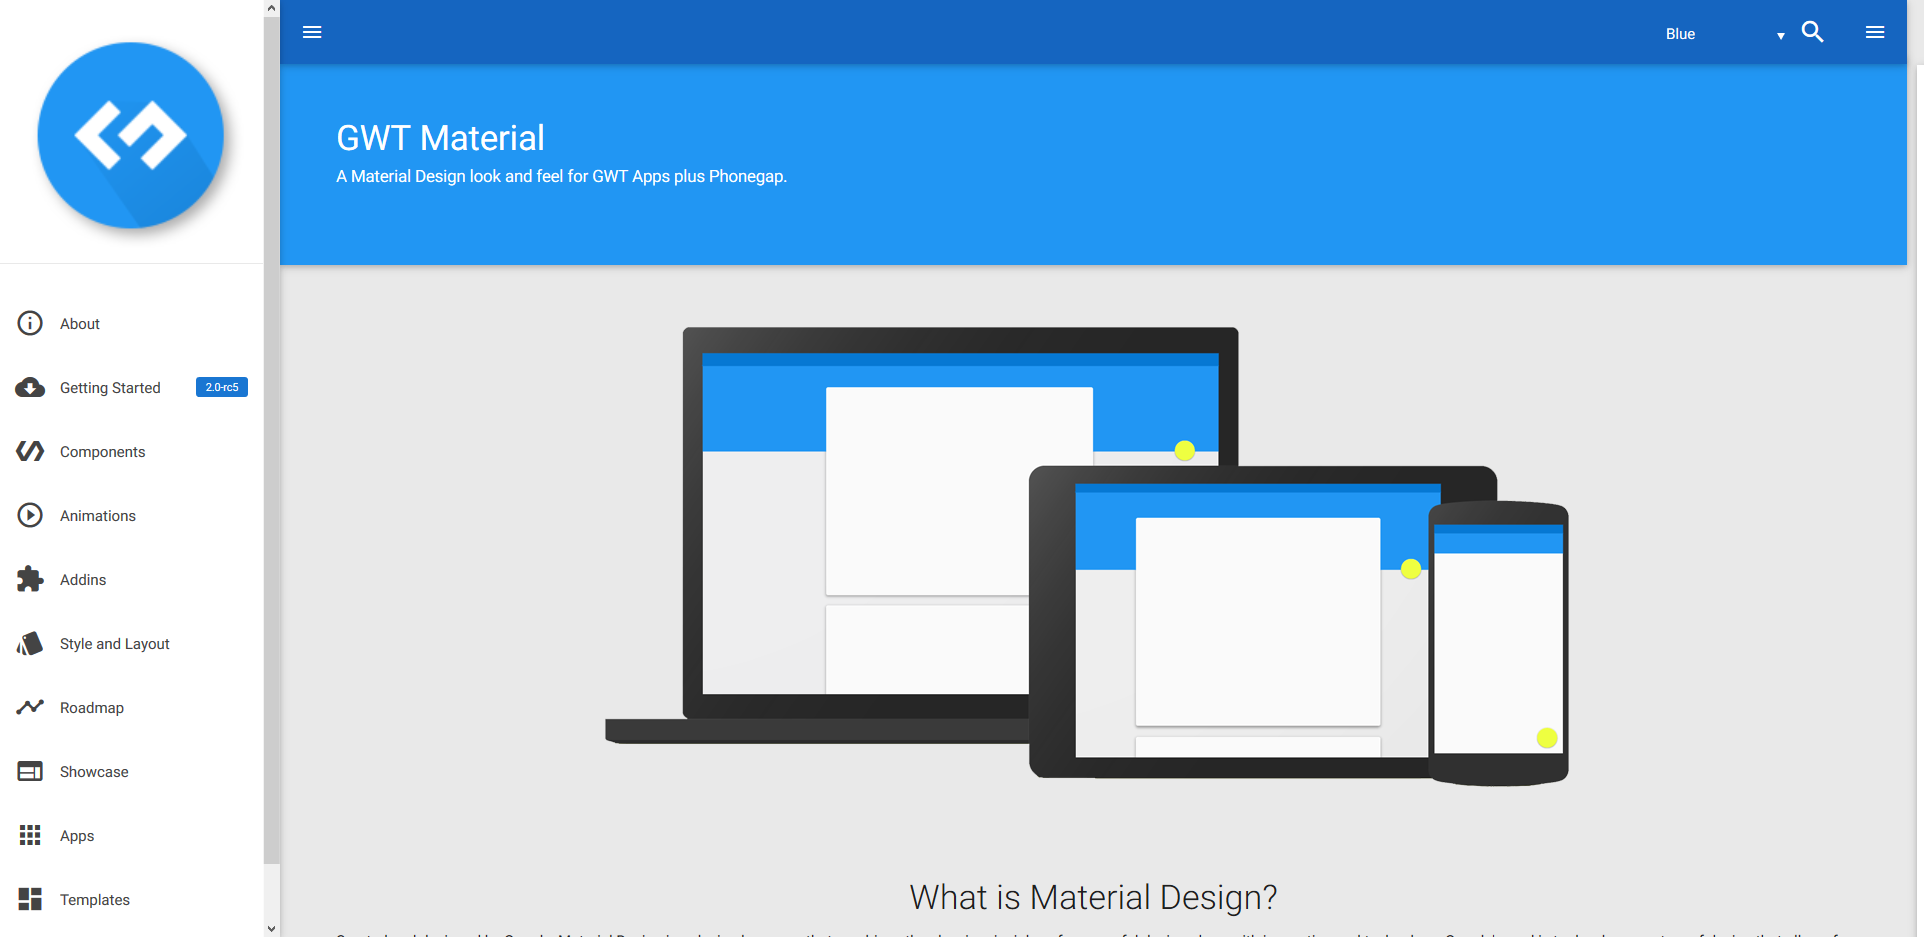 Blue
GWT Material
A Material Design look and feel for GWT Apps plus Phonegap.
About
Getting Started 2.0-rc5
Components
Animations
Addins
Style and Layout
Roadmap
Showcase
Apps
Templates
What is Material Design?